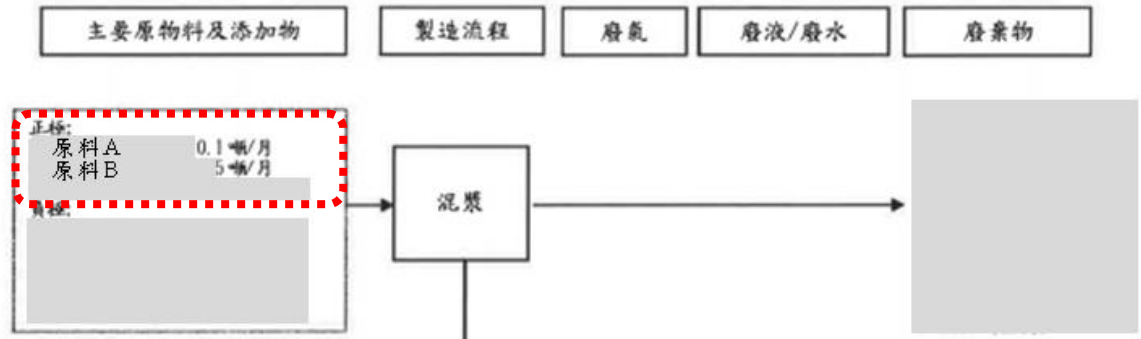 主要原物料及添加物
製造流程
廢氣
廢液/廢水
廢棄物
正極:
原料A 0.1 噸/月
原料B 5 噸/月
負極:
混漿